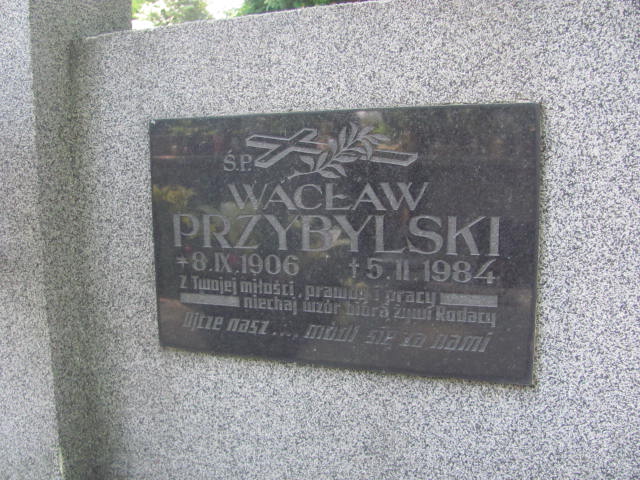 Ś.P.
WACŁAW
PRZYBYLSKI
* 8.IX.1906 † 5.II.1984
Z Twojej miłości, prawdy i pracy
niechaj wzór biorą żywi Rodacy
Ojcze nasz... módl się za nami